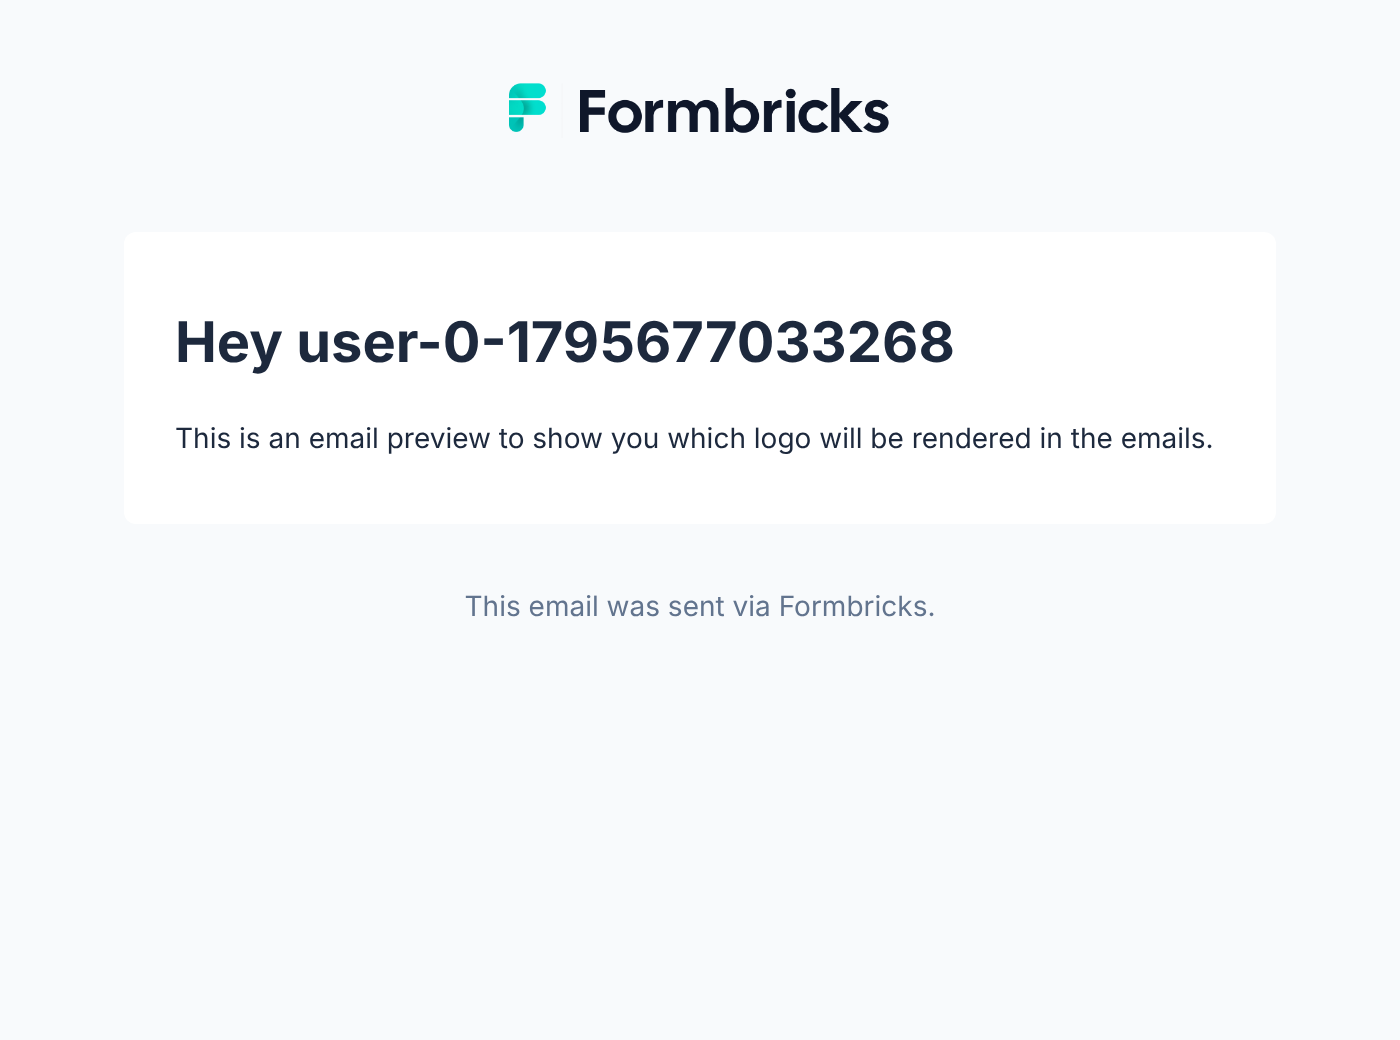 Formbricks
Hey user-0-1795677033268
This is an email preview to show you which logo will be rendered in the emails.
This email was sent via Formbricks.